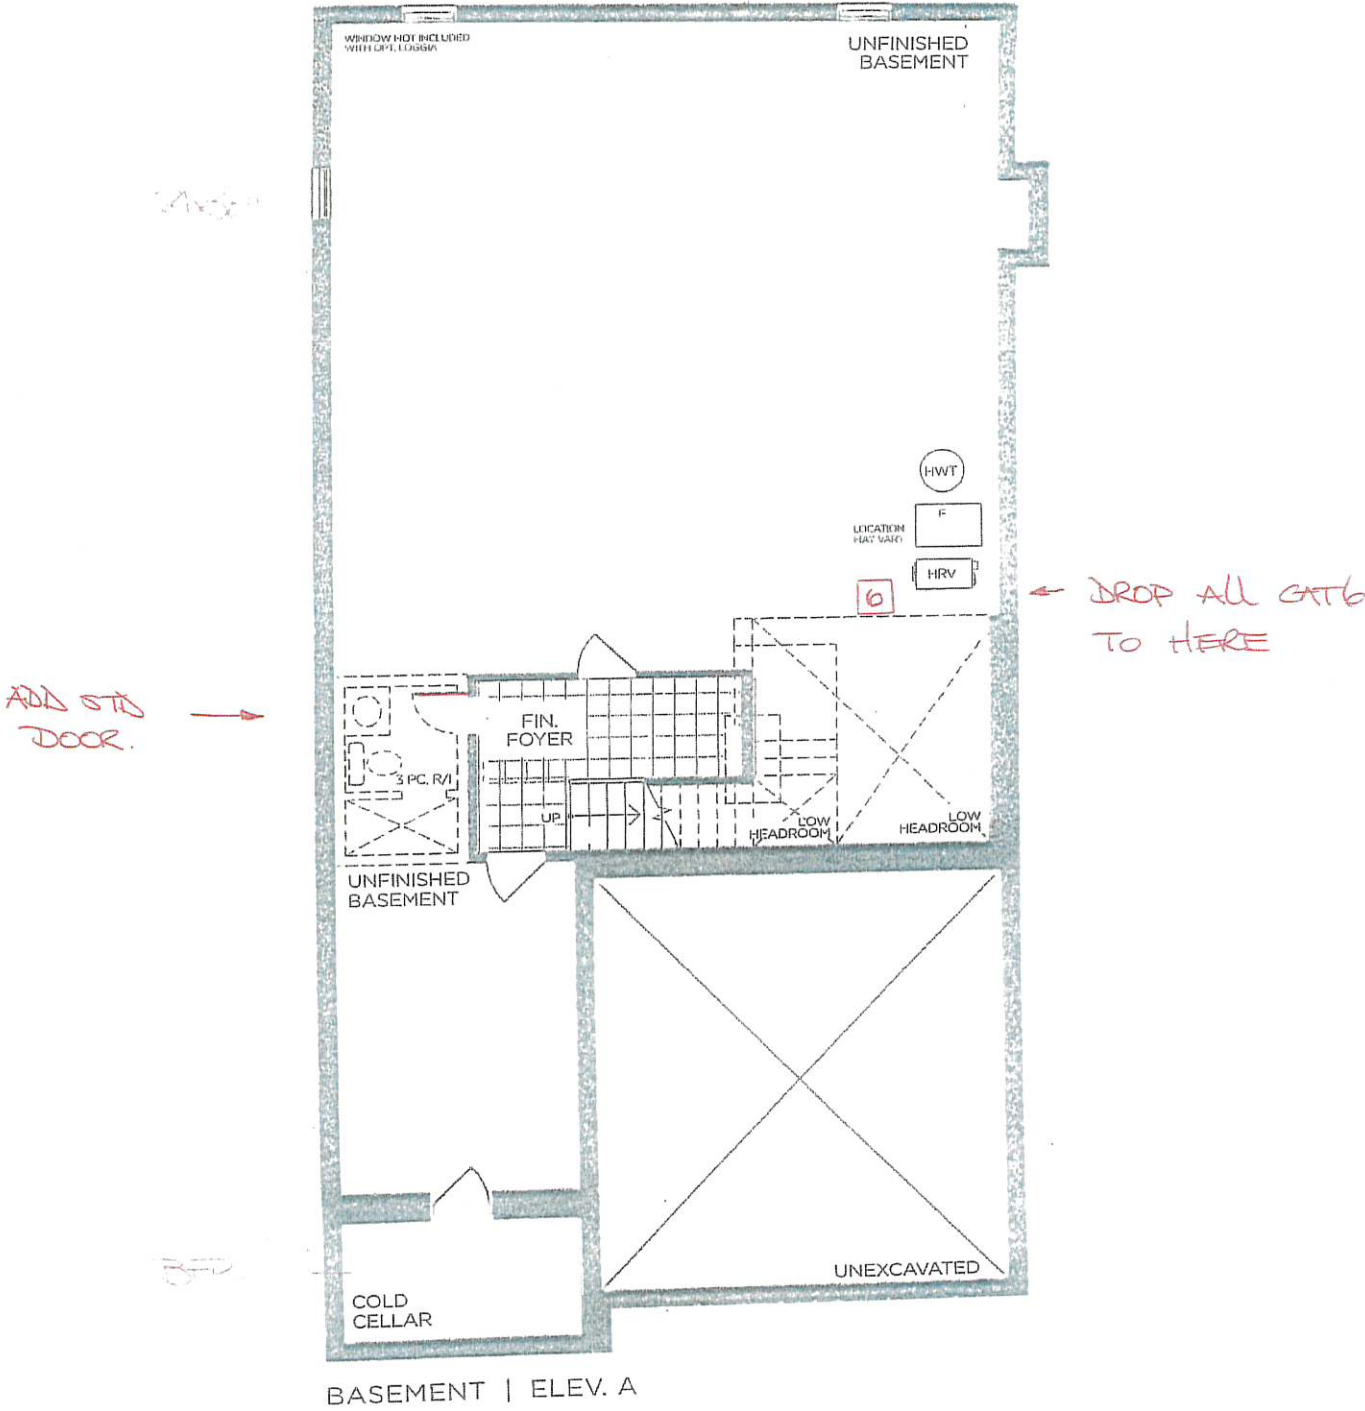 WINDOW NOT INCLUDED
WITH OPT. LOGGIA
UNFINISHED
BASEMENT
HWT
F
LOCATION
MAY VARY
HRV
6
DROP ALL CAT6
TO HERE
ADD STD
DOOR.
FIN.
FOYER
3 PC. R/I
UP
LOW
HEADROOM
LOW
HEADROOM
UNFINISHED
BASEMENT
UNEXCAVATED
COLD
CELLAR
BASEMENT | ELEV. A